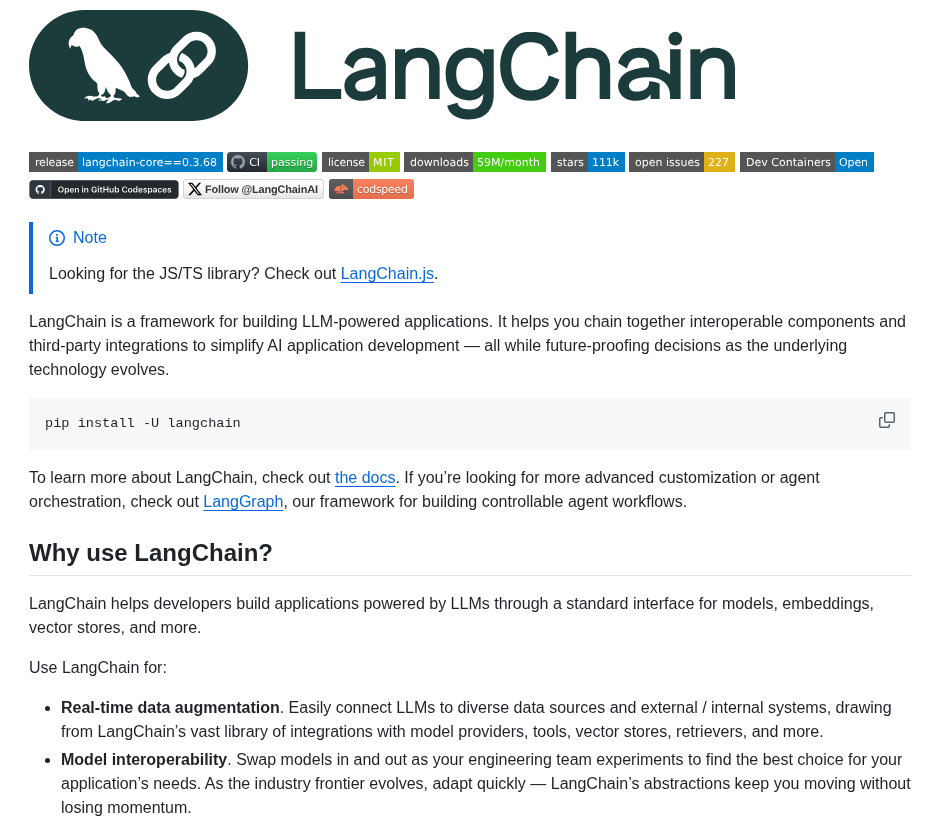 LangChain
release langchain-core==0.3.68 CI passing license MIT downloads 59M/month stars 111k open issues 227 Dev Containers Open
Open in GitHub Codespaces Follow @LangChainAI codspeed
Note
Looking for the JS/TS library? Check out LangChain.js.
LangChain is a framework for building LLM-powered applications. It helps you chain together interoperable components and
third-party integrations to simplify AI application development — all while future-proofing decisions as the underlying
technology evolves.
pip install -U langchain
To learn more about LangChain, check out the docs. If you’re looking for more advanced customization or agent
orchestration, check out LangGraph, our framework for building controllable agent workflows.
Why use LangChain?
LangChain helps developers build applications powered by LLMs through a standard interface for models, embeddings,
vector stores, and more.
Use LangChain for:
• Real-time data augmentation. Easily connect LLMs to diverse data sources and external / internal systems, drawing
from LangChain’s vast library of integrations with model providers, tools, vector stores, retrievers, and more.
• Model interoperability. Swap models in and out as your engineering team experiments to find the best choice for your
application’s needs. As the industry frontier evolves, adapt quickly — LangChain’s abstractions keep you moving without
losing momentum.